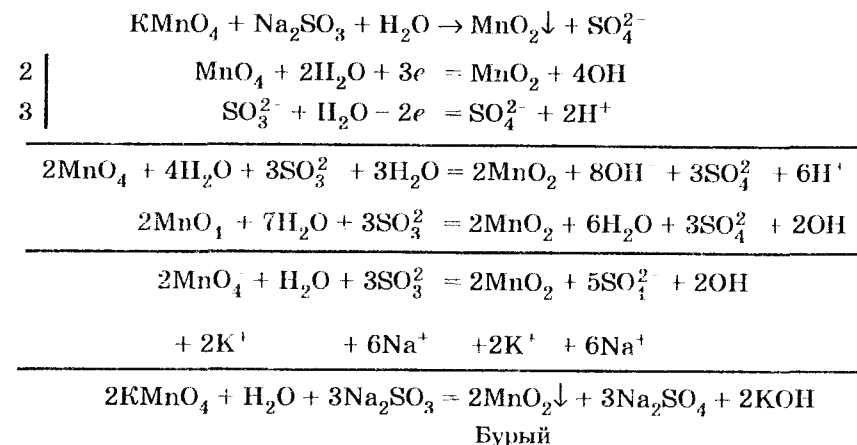 KMnO₄ + Na₂SO₃ + H₂O → MnO₂↓ + SO₄²⁻
2 | MnO₄ + 2H₂O + 3e = MnO₂ + 4OH
3 | SO₃²⁻ + H₂O − 2e = SO₄²⁻ + 2H⁺
2MnO₄ + 4H₂O + 3SO₃² + 3H₂O = 2MnO₂ + 8OH⁻ + 3SO₄² + 6H⁺
2MnO₄ + 7H₂O + 3SO₃² = 2MnO₂ + 6H₂O + 3SO₄² + 2OH
2MnO₄ + H₂O + 3SO₃² = 2MnO₂ + 5SO₄²⁻ + 2OH
+ 2K⁺ + 6Na⁺ +2K⁺ + 6Na⁺
2KMnO₄ + H₂O + 3Na₂SO₃ = 2MnO₂↓ + 3Na₂SO₄ + 2KOH
Бурый